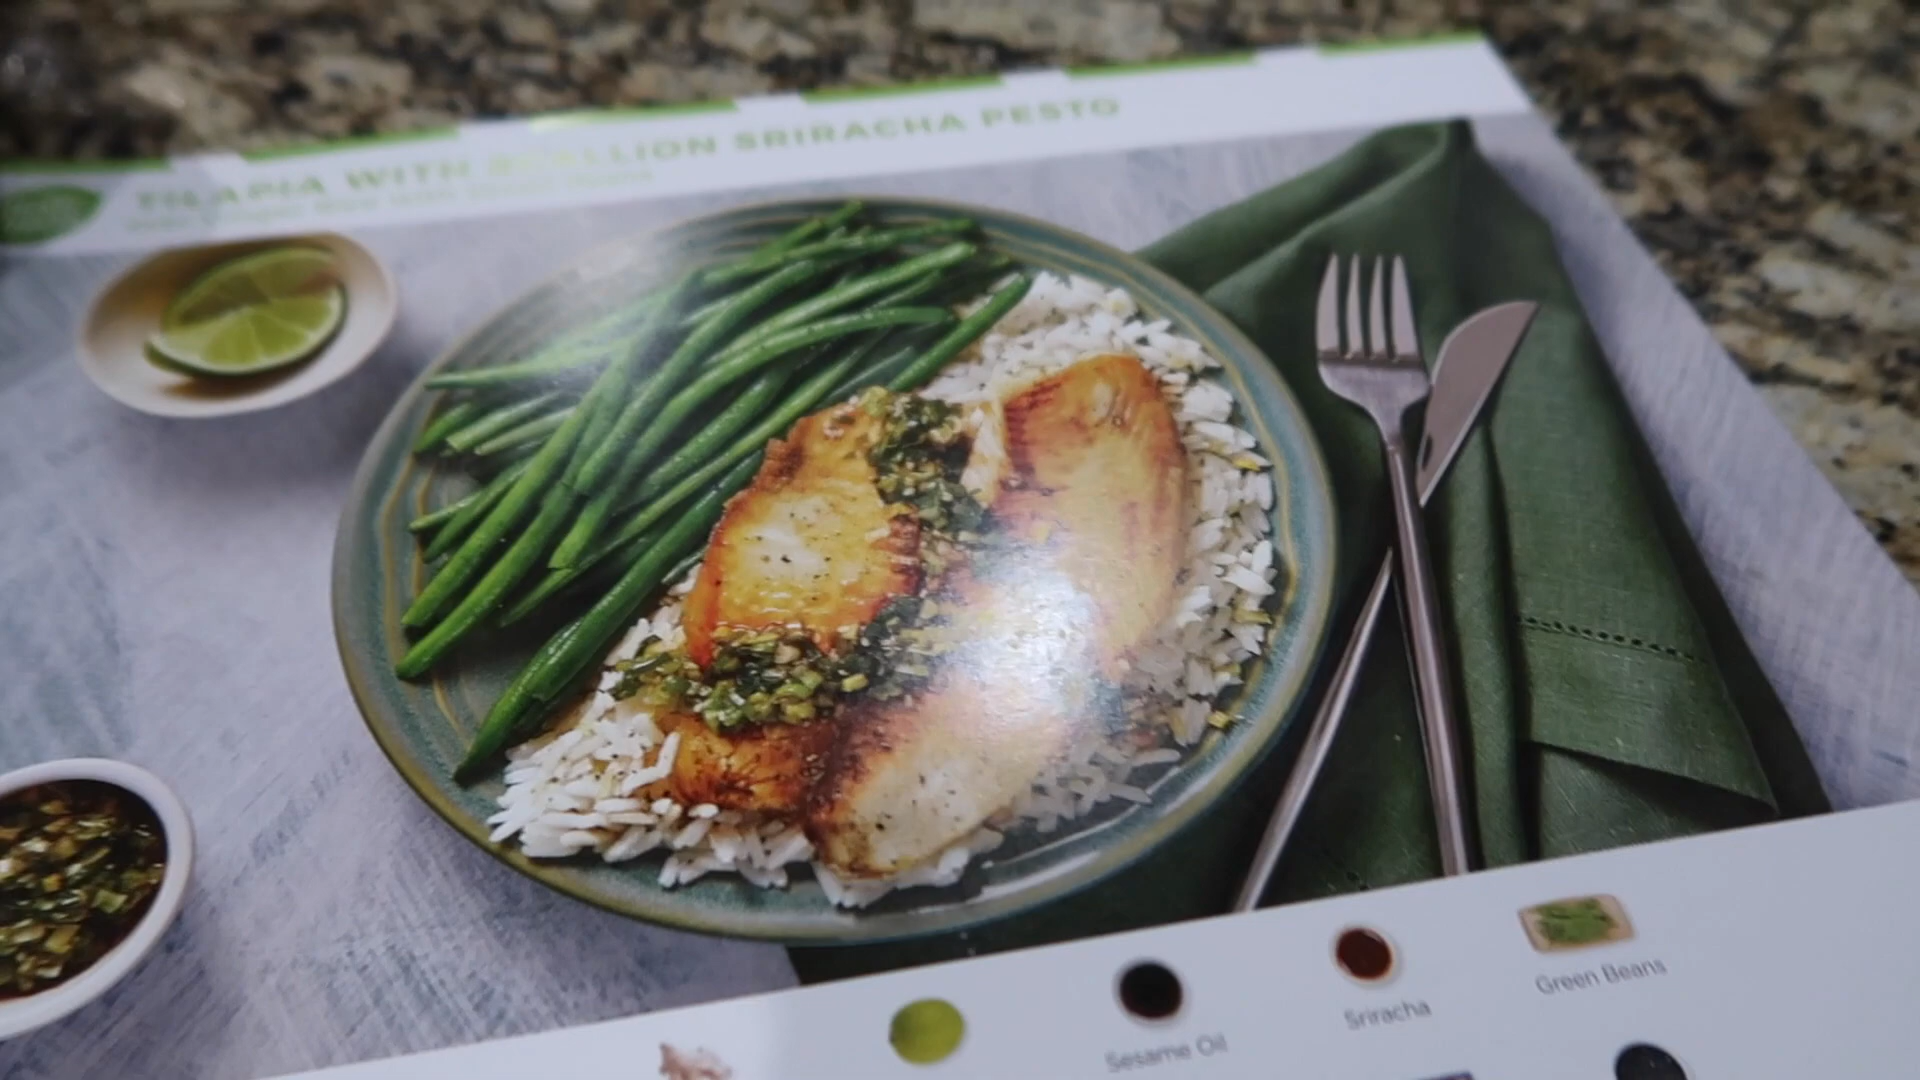 TILAPIA WITH SCALLION SRIRACHA PESTO
Green Beans
Sriracha
Sesame Oil